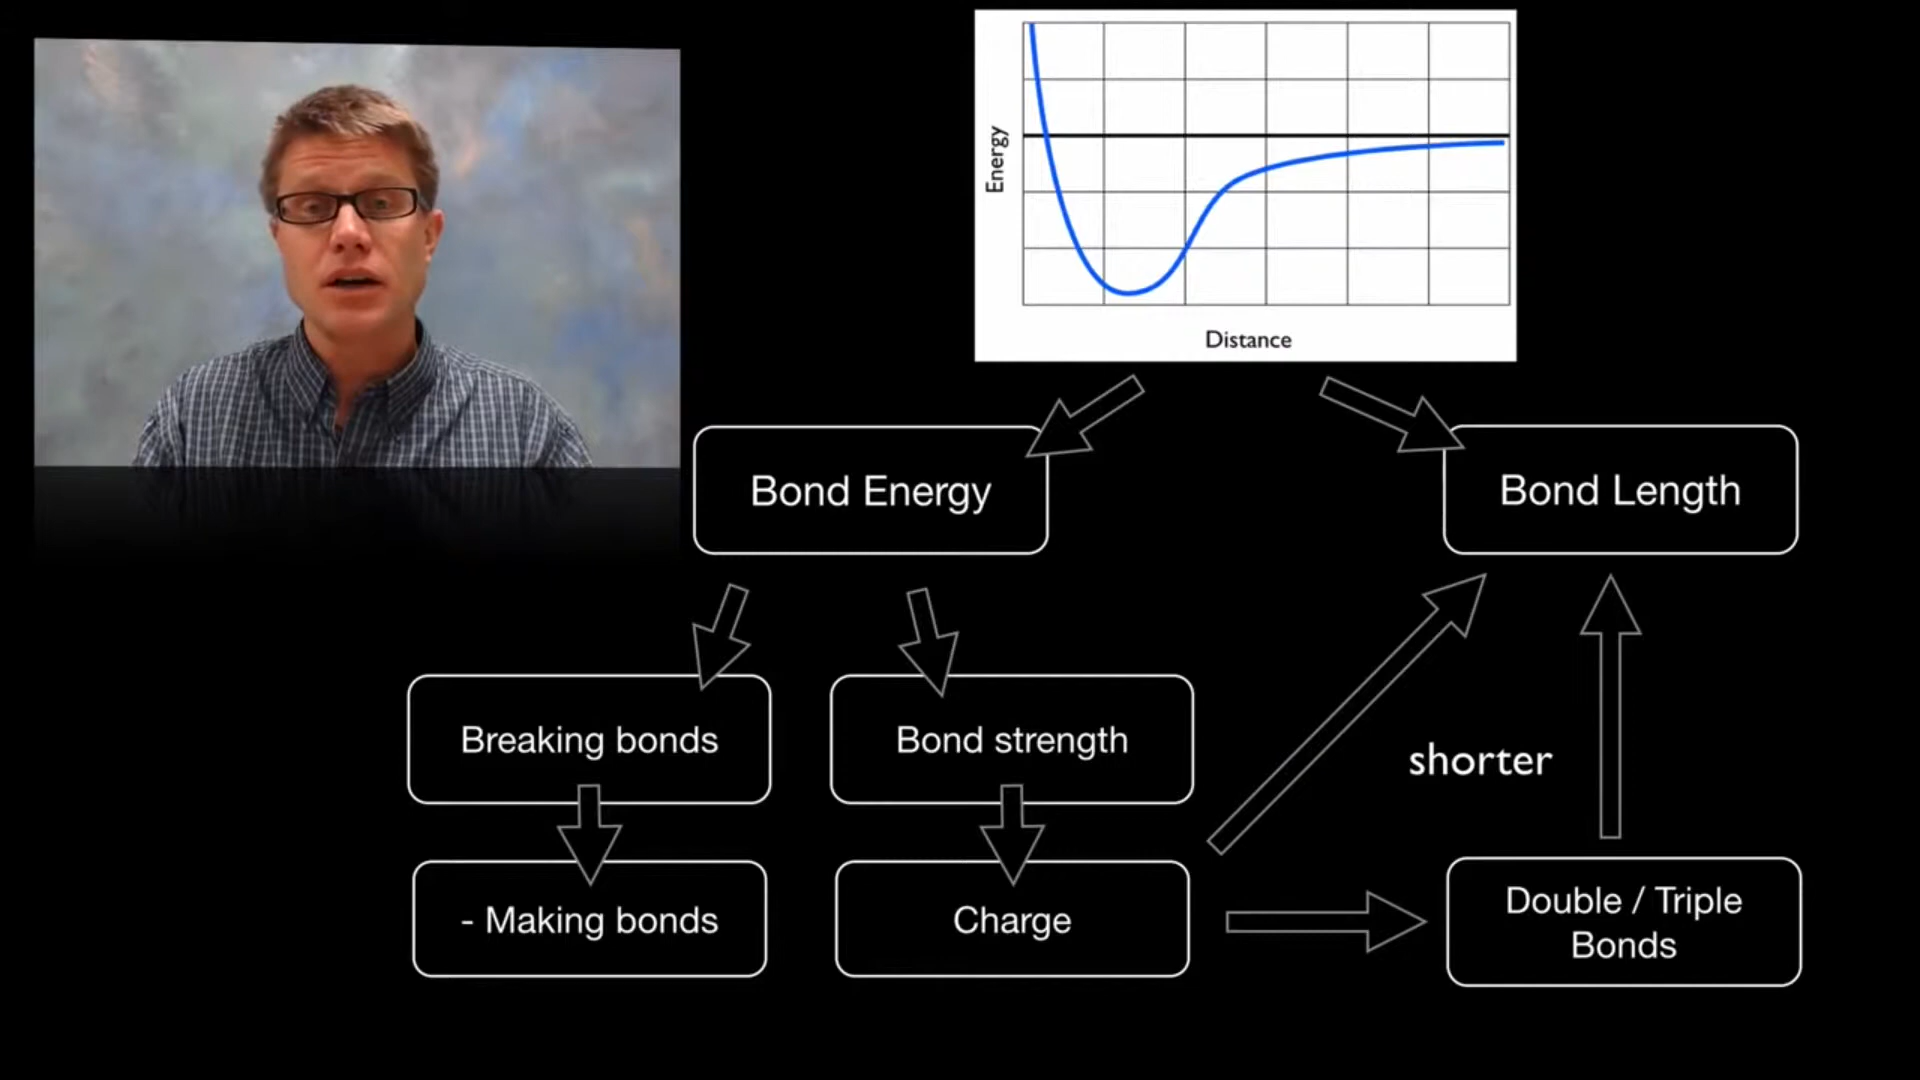 Energy
Distance
Bond Energy
Bond Length
Breaking bonds
Bond strength
shorter
- Making bonds
Charge
Double / Triple
Bonds